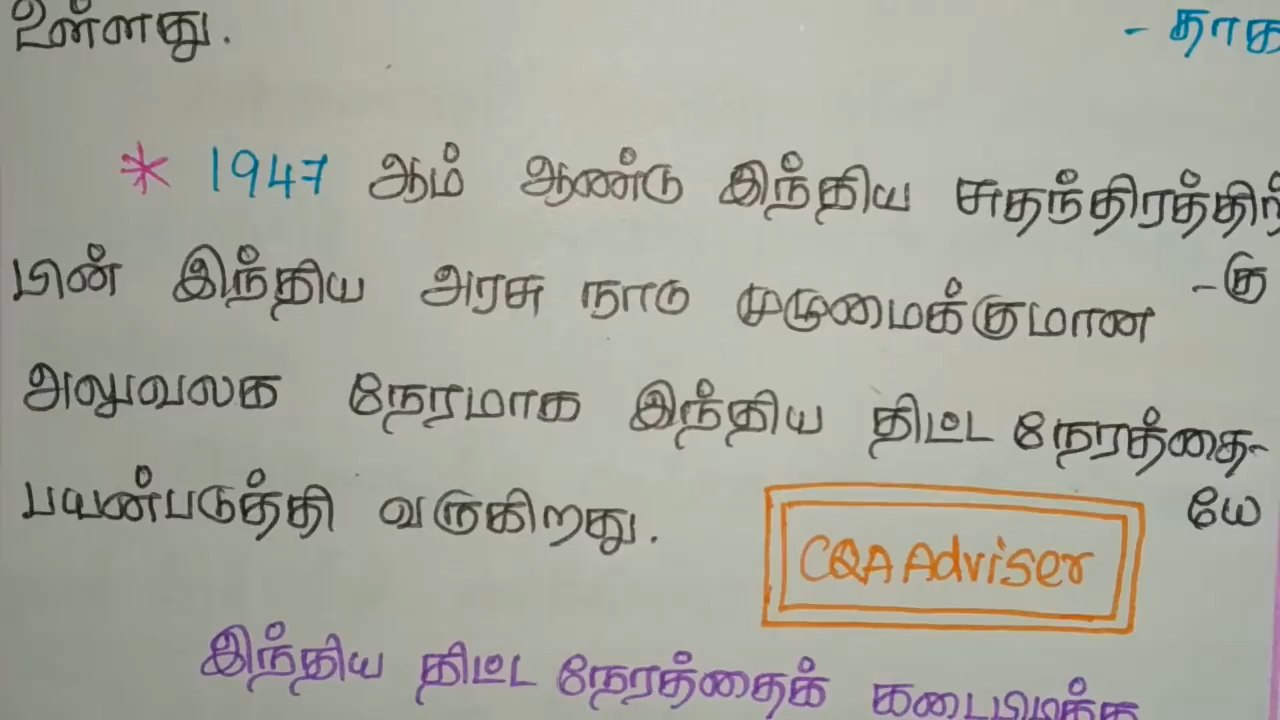 உள்ளது. - தாக
* 1947 ஆம் ஆண்டு இந்திய சுதந்திரத்திற்
-கு
பின் இந்திய அரசு நாடு முழுமைக்குமான
அலுவலக நேரமாக இந்திய திட்ட நேரத்தை-
யே
பயன்படுத்தி வருகிறது.
CQA Adviser
இந்திய திட்ட நேரத்தைக் கடைபிடிக்க